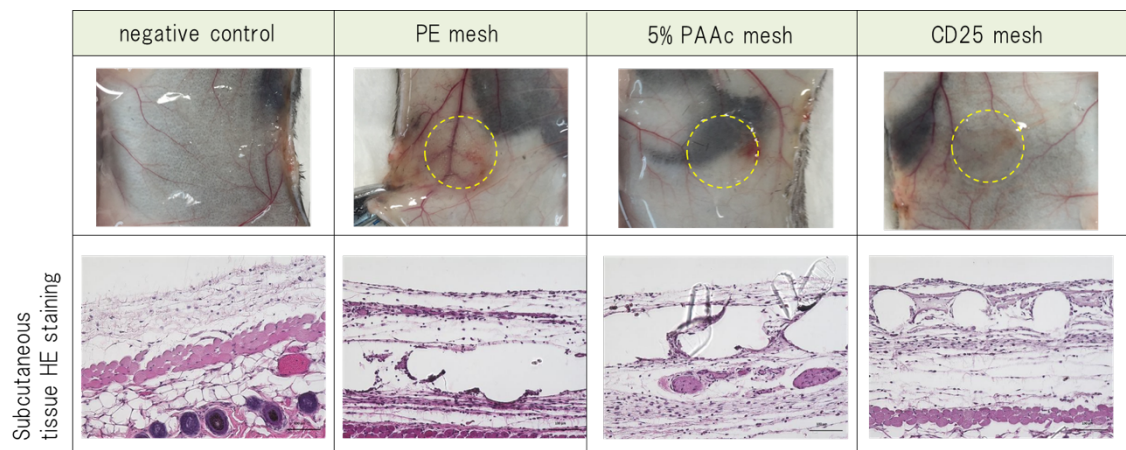 negative control
PE mesh
5% PAAc mesh
CD25 mesh
Subcutaneous
tissue HE staining